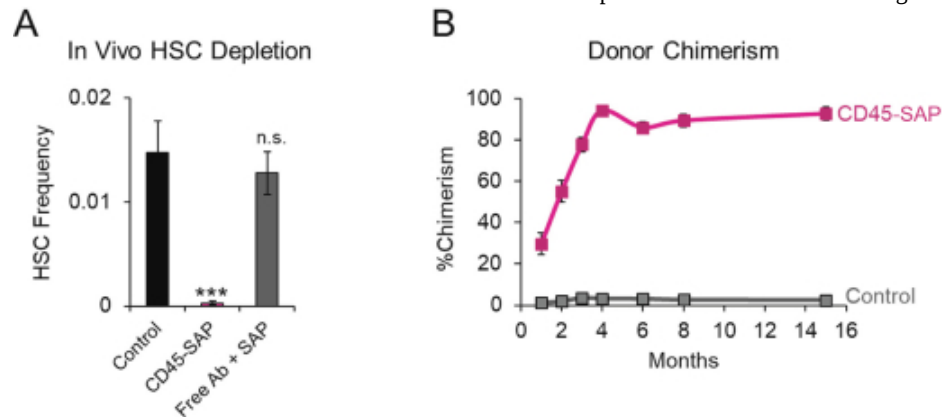 A
In Vivo HSC Depletion
0.02
0.01
0
HSC Frequency
n.s.
***
Control
CD45-SAP
Free Ab + SAP
B
Donor Chimerism
100
80
60
40
20
0
%Chimerism
CD45-SAP
Control
0 2 4 6 8 10 12 14 16
Months